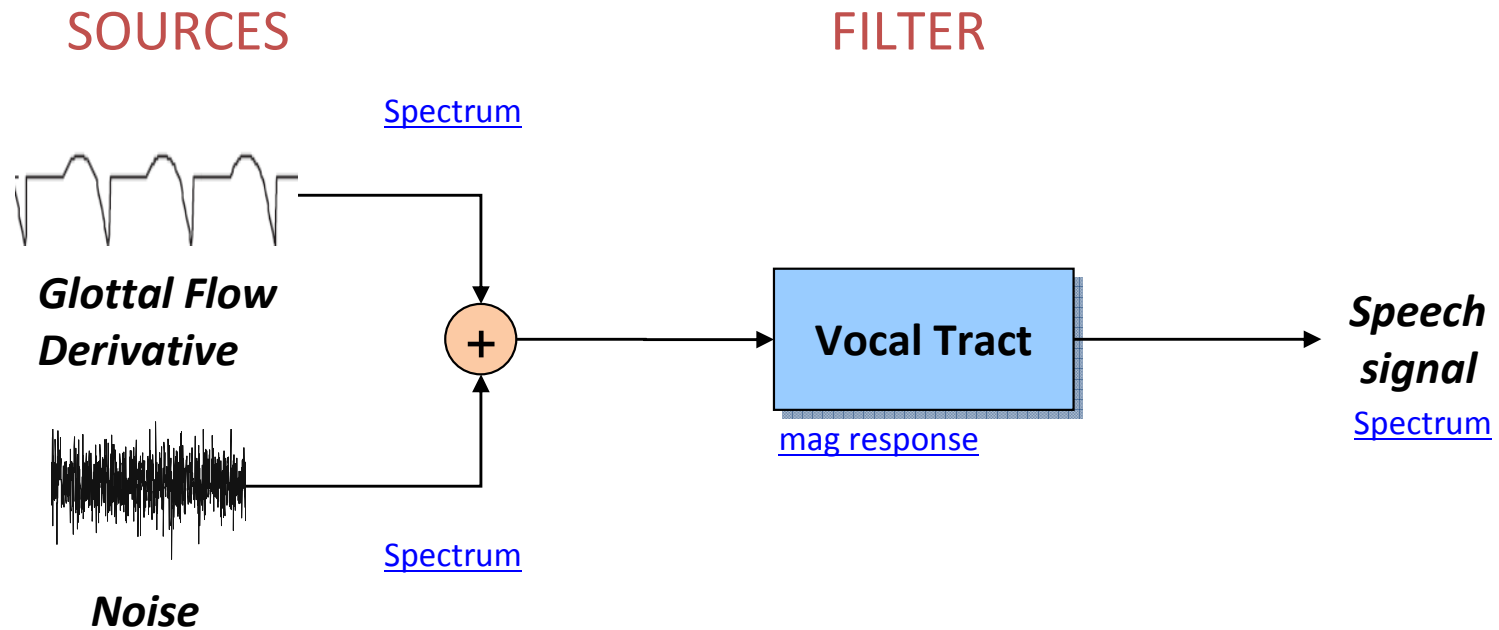 SOURCES
FILTER
Spectrum
Glottal Flow
Derivative
+
Vocal Tract
Speech
signal
mag response
Spectrum
Spectrum
Noise